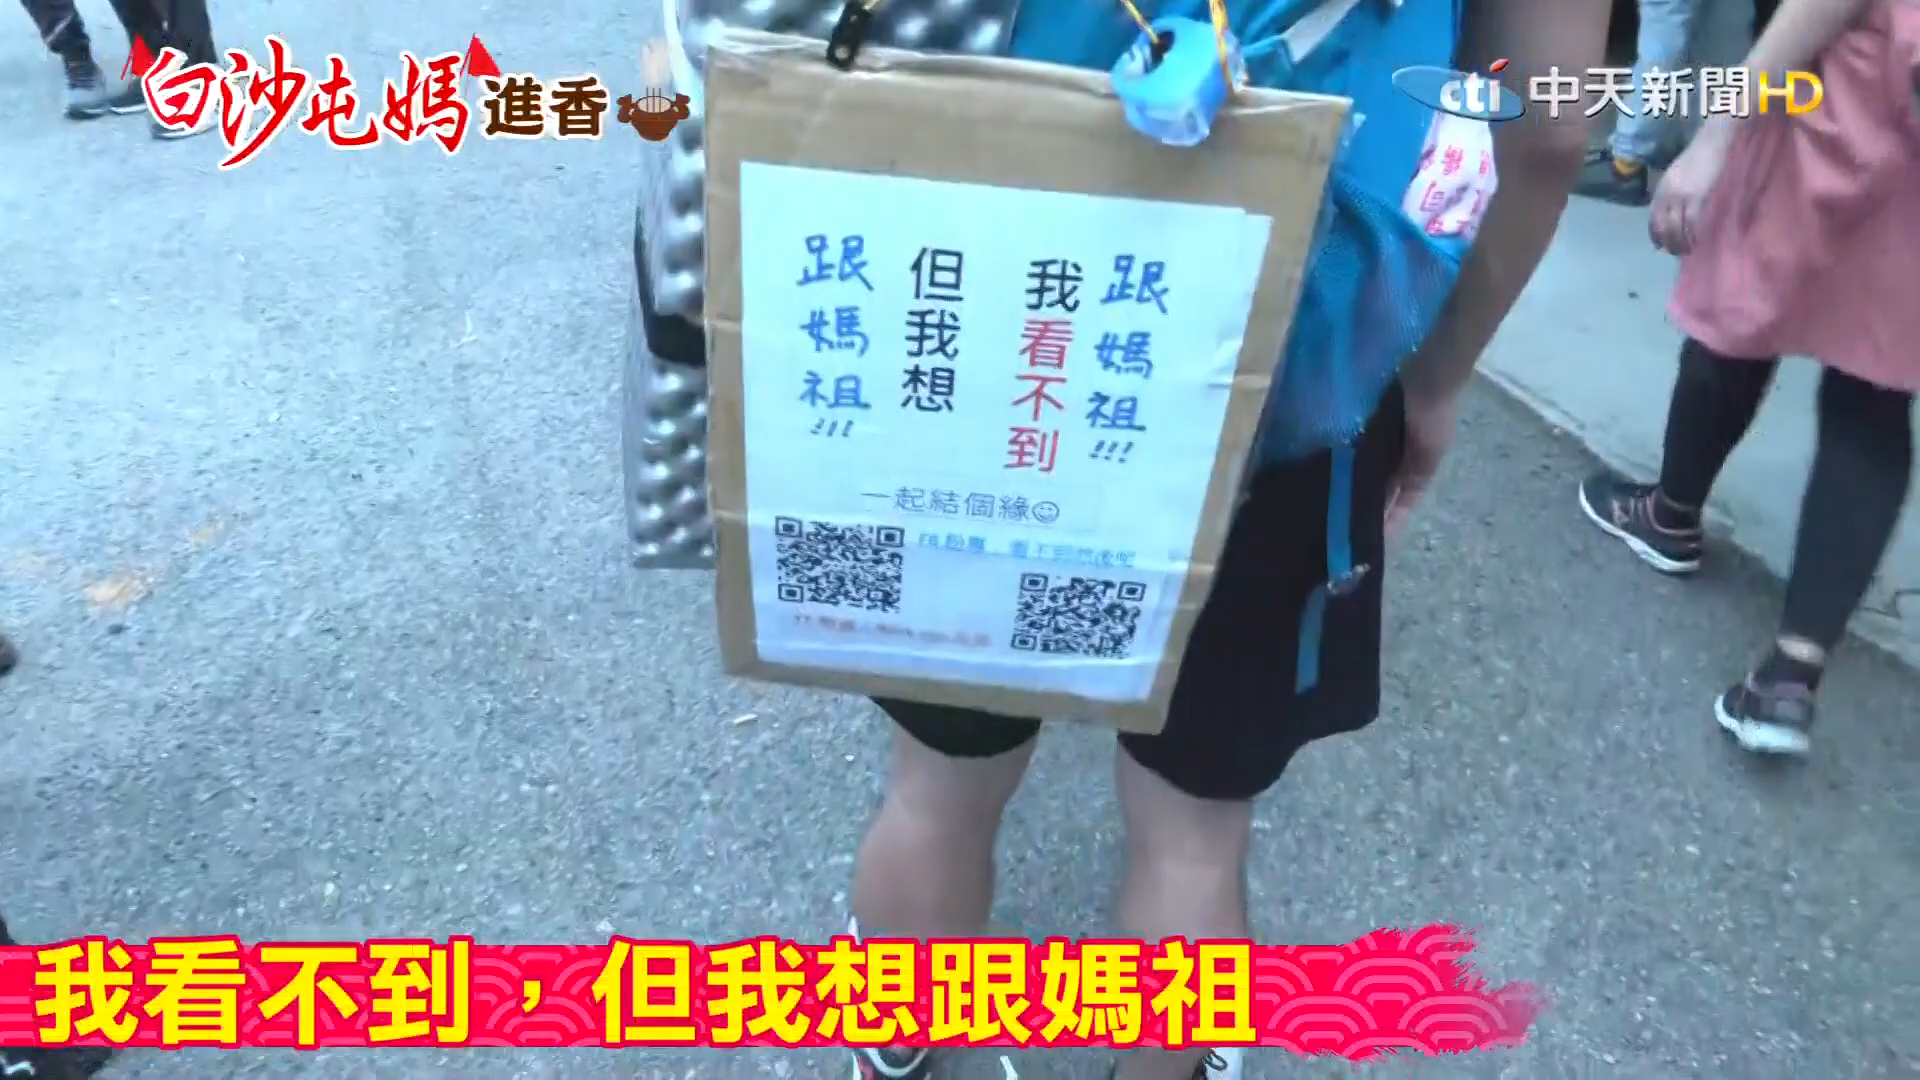 白沙屯媽進香
cti 中天新聞HD
跟媽祖!!!
我看不到
但我想
跟媽祖!!!
一起結個緣☺
我看不到，但我想跟媽祖